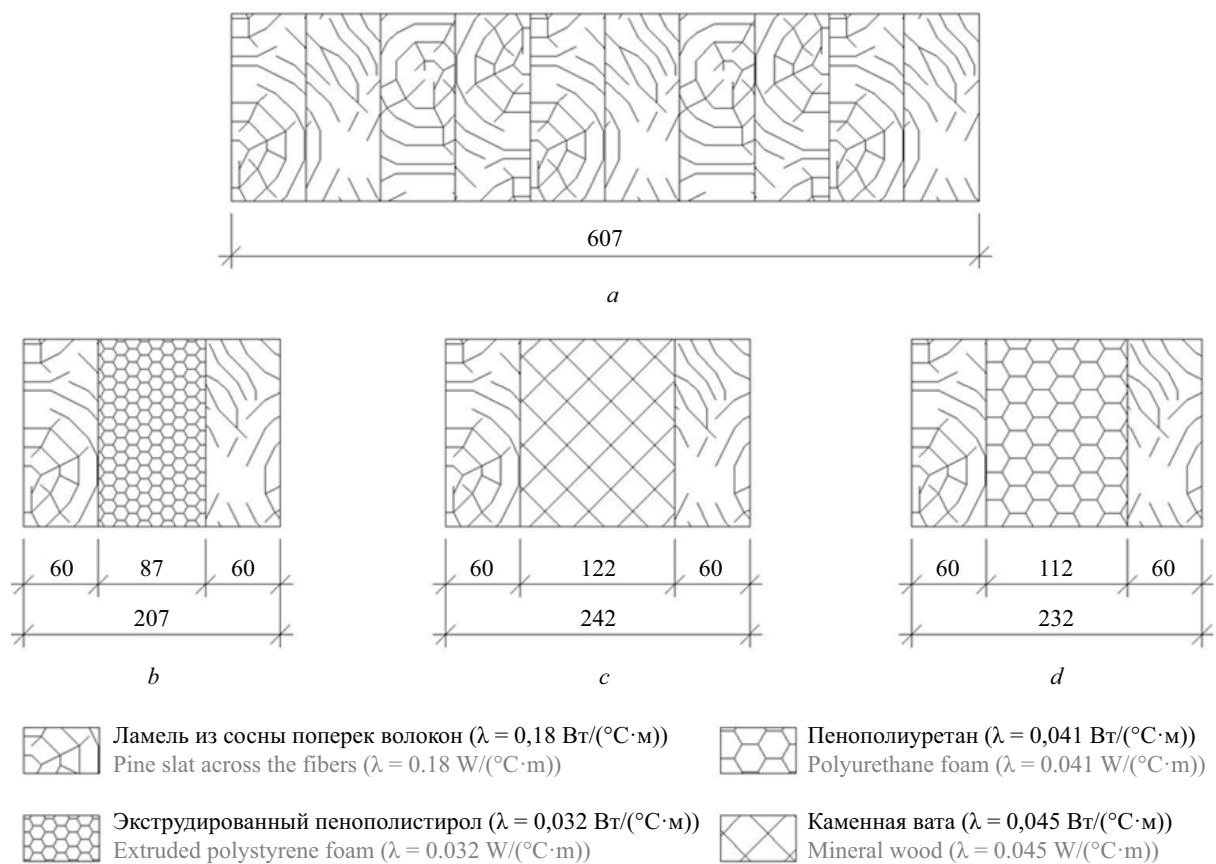 607
a
60 87 60
207
b
60 122 60
242
c
60 112 60
232
d
Ламель из сосны поперек волокон (λ = 0,18 Вт/(°С·м))
Pine slat across the fibers (λ = 0.18 W/(°C·m))
Экструдированный пенополистирол (λ = 0,032 Вт/(°С·м))
Extruded polystyrene foam (λ = 0.032 W/(°C·m))
Пенополиуретан (λ = 0,041 Вт/(°С·м))
Polyurethane foam (λ = 0.041 W/(°C·m))
Каменная вата (λ = 0,045 Вт/(°С·м))
Mineral wood (λ = 0.045 W/(°C·m))